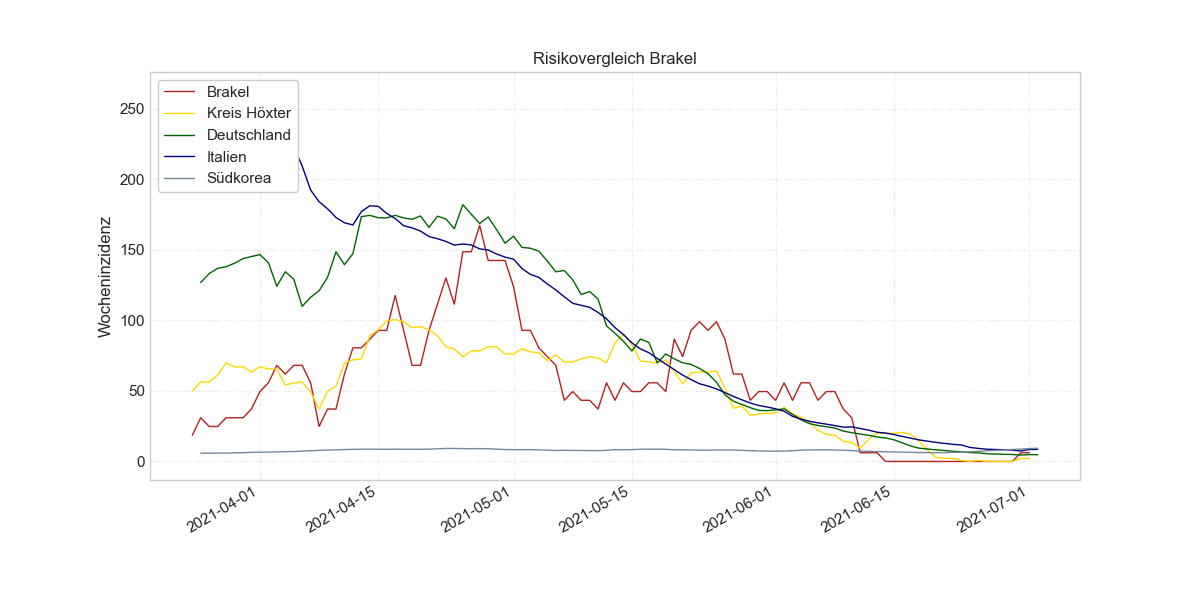 Risikovergleich Brakel
Brakel
Kreis Höxter
Deutschland
Italien
Südkorea
Wocheninzidenz
250
200
150
100
50
0
2021-04-01
2021-04-15
2021-05-01
2021-05-15
2021-06-01
2021-06-15
2021-07-01